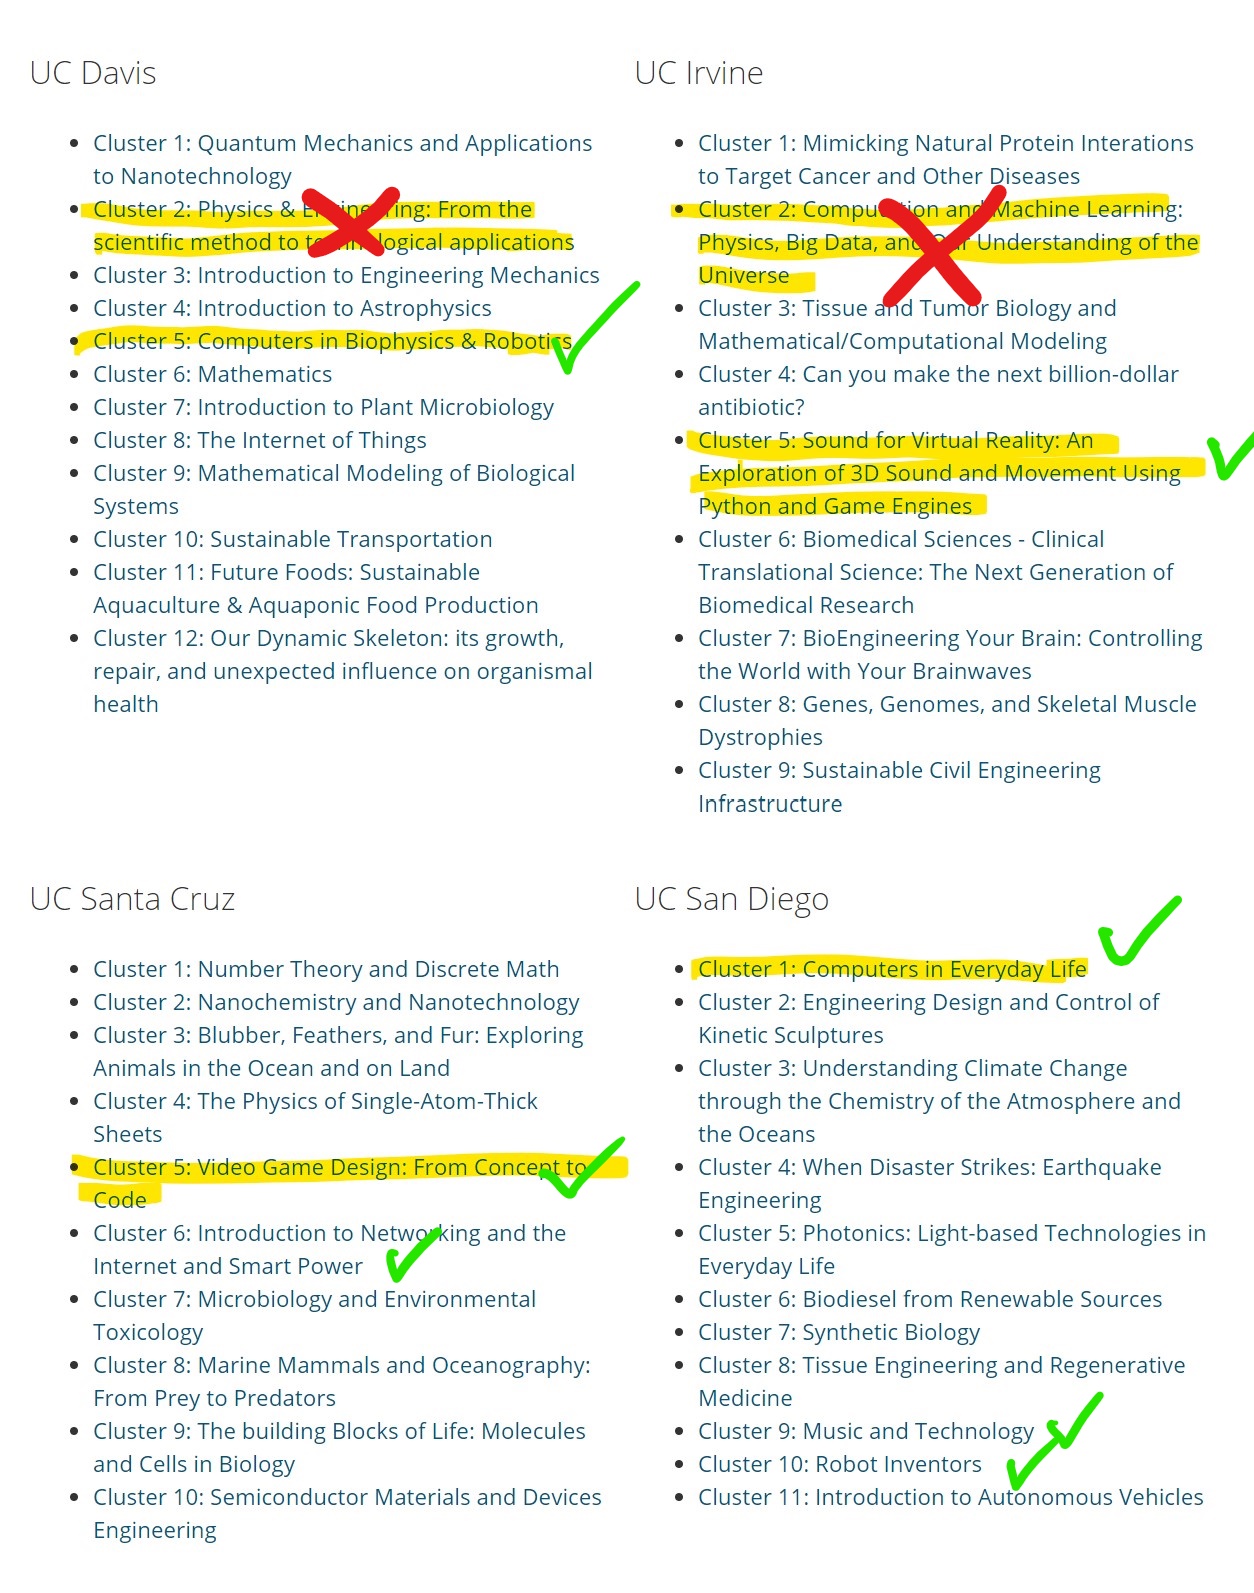 UC Davis
Cluster 1: Quantum Mechanics and Applications
to Nanotechnology
Cluster 2: Physics & Engineering: From the
scientific method to technological applications
Cluster 3: Introduction to Engineering Mechanics
Cluster 4: Introduction to Astrophysics
Cluster 5: Computers in Biophysics & Robotics
Cluster 6: Mathematics
Cluster 7: Introduction to Plant Microbiology
Cluster 8: The Internet of Things
Cluster 9: Mathematical Modeling of Biological
Systems
Cluster 10: Sustainable Transportation
Cluster 11: Future Foods: Sustainable
Aquaculture & Aquaponic Food Production
Cluster 12: Our Dynamic Skeleton: its growth,
repair, and unexpected influence on organismal
health
UC Irvine
Cluster 1: Mimicking Natural Protein Interations
to Target Cancer and Other Diseases
Cluster 2: Computation and Machine Learning:
Physics, Big Data, and Our Understanding of the
Universe
Cluster 3: Tissue and Tumor Biology and
Mathematical/Computational Modeling
Cluster 4: Can you make the next billion-dollar
antibiotic?
Cluster 5: Sound for Virtual Reality: An
Exploration of 3D Sound and Movement Using
Python and Game Engines
Cluster 6: Biomedical Sciences - Clinical
Translational Science: The Next Generation of
Biomedical Research
Cluster 7: BioEngineering Your Brain: Controlling
the World with Your Brainwaves
Cluster 8: Genes, Genomes, and Skeletal Muscle
Dystrophies
Cluster 9: Sustainable Civil Engineering
Infrastructure
UC Santa Cruz
Cluster 1: Number Theory and Discrete Math
Cluster 2: Nanochemistry and Nanotechnology
Cluster 3: Blubber, Feathers, and Fur: Exploring
Animals in the Ocean and on Land
Cluster 4: The Physics of Single-Atom-Thick
Sheets
Cluster 5: Video Game Design: From Concept to
Code
Cluster 6: Introduction to Networking and the
Internet and Smart Power
Cluster 7: Microbiology and Environmental
Toxicology
Cluster 8: Marine Mammals and Oceanography:
From Prey to Predators
Cluster 9: The building Blocks of Life: Molecules
and Cells in Biology
Cluster 10: Semiconductor Materials and Devices
Engineering
UC San Diego
Cluster 1: Computers in Everyday Life
Cluster 2: Engineering Design and Control of
Kinetic Sculptures
Cluster 3: Understanding Climate Change
through the Chemistry of the Atmosphere and
the Oceans
Cluster 4: When Disaster Strikes: Earthquake
Engineering
Cluster 5: Photonics: Light-based Technologies in
Everyday Life
Cluster 6: Biodiesel from Renewable Sources
Cluster 7: Synthetic Biology
Cluster 8: Tissue Engineering and Regenerative
Medicine
Cluster 9: Music and Technology
Cluster 10: Robot Inventors
Cluster 11: Introduction to Autonomous Vehicles